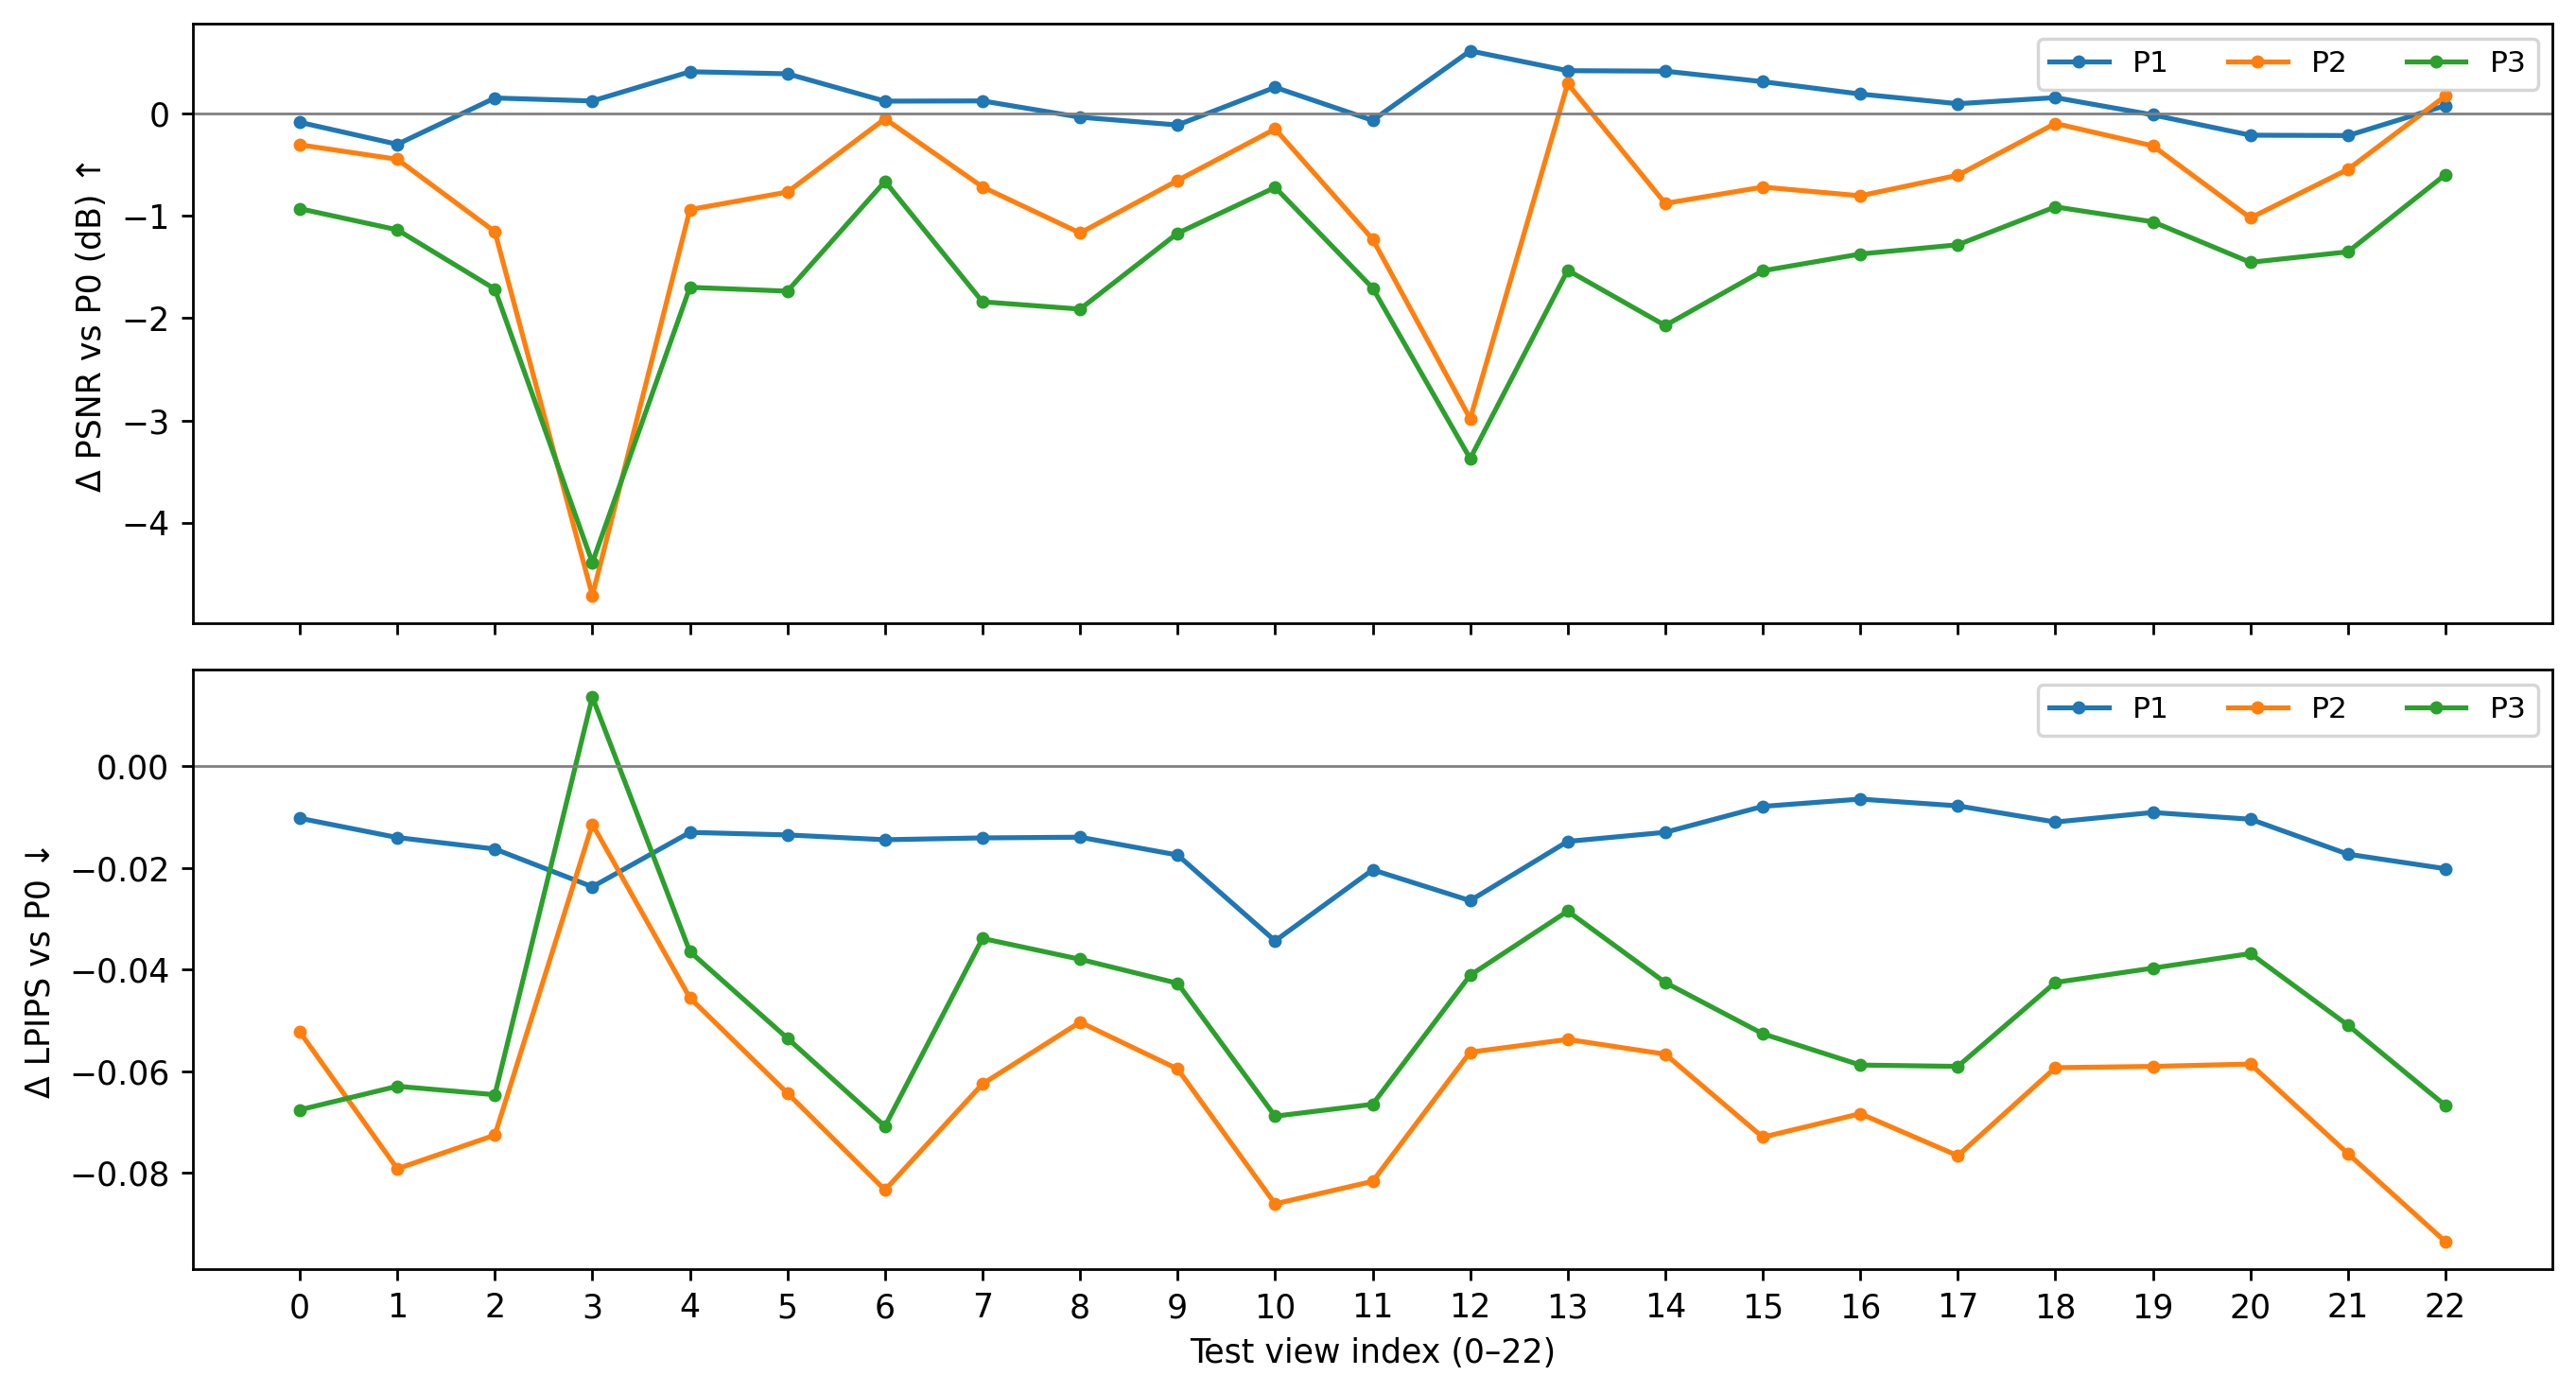 P1 P2 P3
0
−1
−2
−3
−4
Δ PSNR vs P0 (dB) ↑
P1 P2 P3
0.00
−0.02
−0.04
−0.06
−0.08
Δ LPIPS vs P0 ↓
0 1 2 3 4 5 6 7 8 9 10 11 12 13 14 15 16 17 18 19 20 21 22
Test view index (0–22)